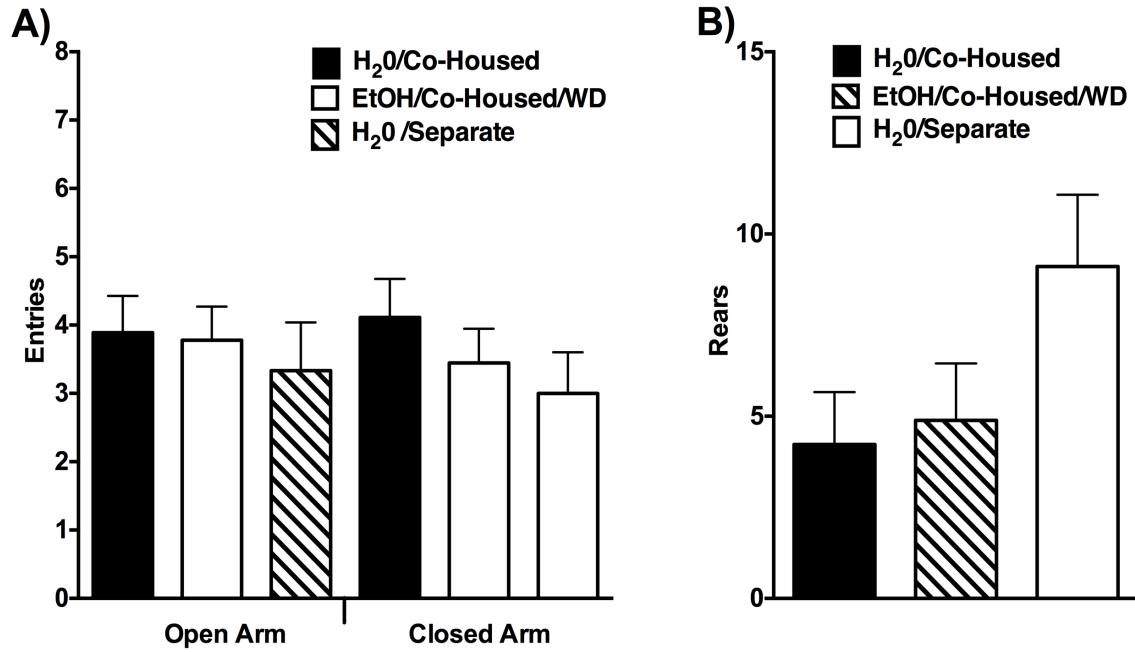 A)
8
7
6
5
4
3
2
1
0
Entries
H₂0/Co-Housed
EtOH/Co-Housed/WD
H₂0 /Separate
Open Arm
Closed Arm
B)
15
10
5
0
Rears
H₂0/Co-Housed
EtOH/Co-Housed/WD
H₂0/Separate